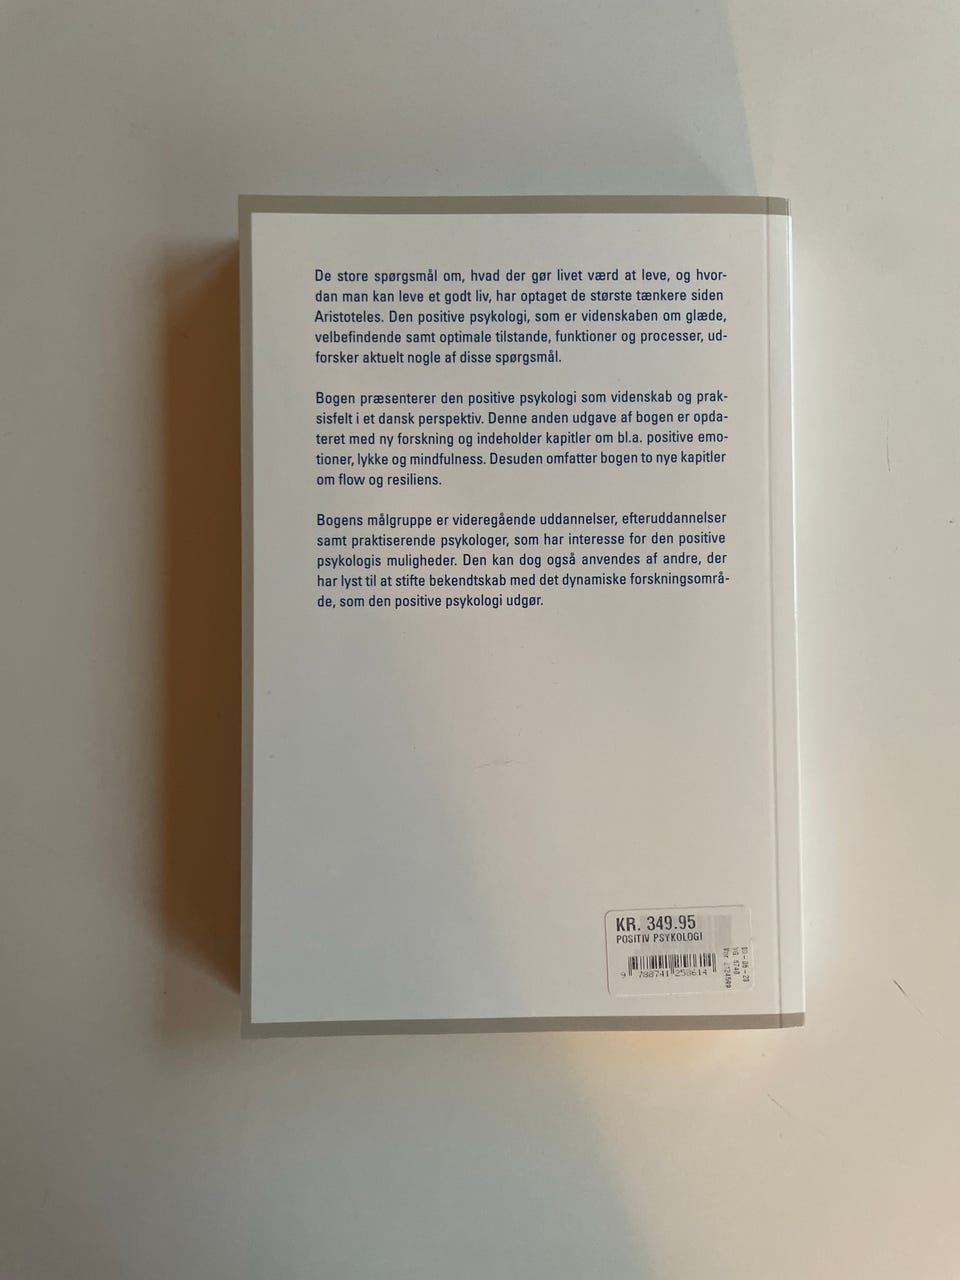 De store spørgsmål om, hvad der gør livet værd at leve, og hvor-
dan man kan leve et godt liv, har optaget de største tænkere siden
Aristoteles. Den positive psykologi, som er videnskaben om glæde,
velbefindende samt optimale tilstande, funktioner og processer, ud-
forsker aktuelt nogle af disse spørgsmål.
Bogen præsenterer den positive psykologi som videnskab og prak-
sisfelt i et dansk perspektiv. Denne anden udgave af bogen er opda-
teret med ny forskning og indeholder kapitler om bl.a. positive emo-
tioner, lykke og mindfulness. Desuden omfatter bogen to nye kapitler
om flow og resiliens.
Bogens målgruppe er videregående uddannelser, efteruddannelser
samt praktiserende psykologer, som har interesse for den positive
psykologis muligheder. Den kan dog også anvendes af andre, der
har lyst til at stifte bekendtskab med det dynamiske forskningsområ-
de, som den positive psykologi udgør.
KR. 349.95
POSITIV PSYKOLOGI
9 788741 258614